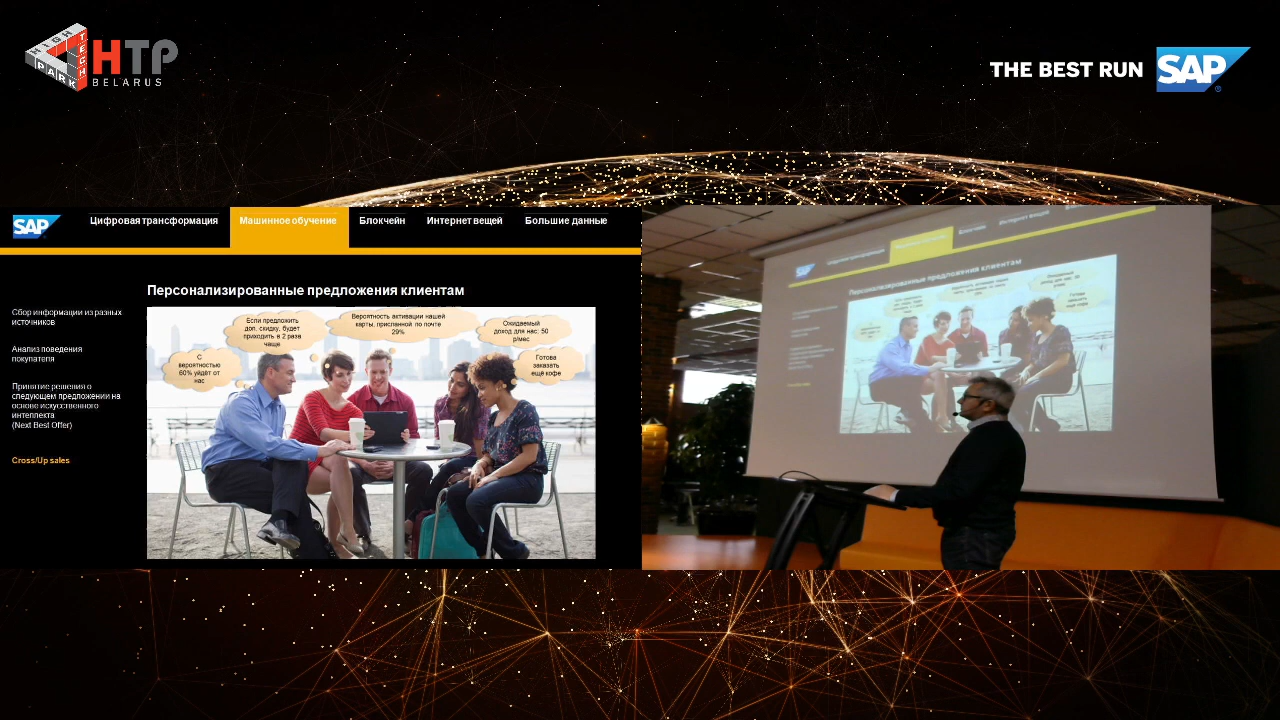 HIGH TECH PARK
HTP
BELARUS
THE BEST RUN SAP
SAP
Цифровая трансформация
Машинное обучение
Блокчейн
Интернет вещей
Большие данные
Персонализированные предложения клиентам
Сбор информации из разных
источников
Анализ поведения
покупателя
Принятие решения о
следующем предложении на
основе искусственного
интеллекта
(Next Best Offer)
Cross/Up sales
С
вероятностью
60% уйдёт от
нас
Если предложить
доп. скидку, будет
приходить в 2 раза
чаще
Вероятность активации нашей
карты, присланной по почте
29%
Ожидаемый
доход для нас: 50
р/мес
Готова
заказать
ещё кофе
SAP
Персонализированные предложения клиентам